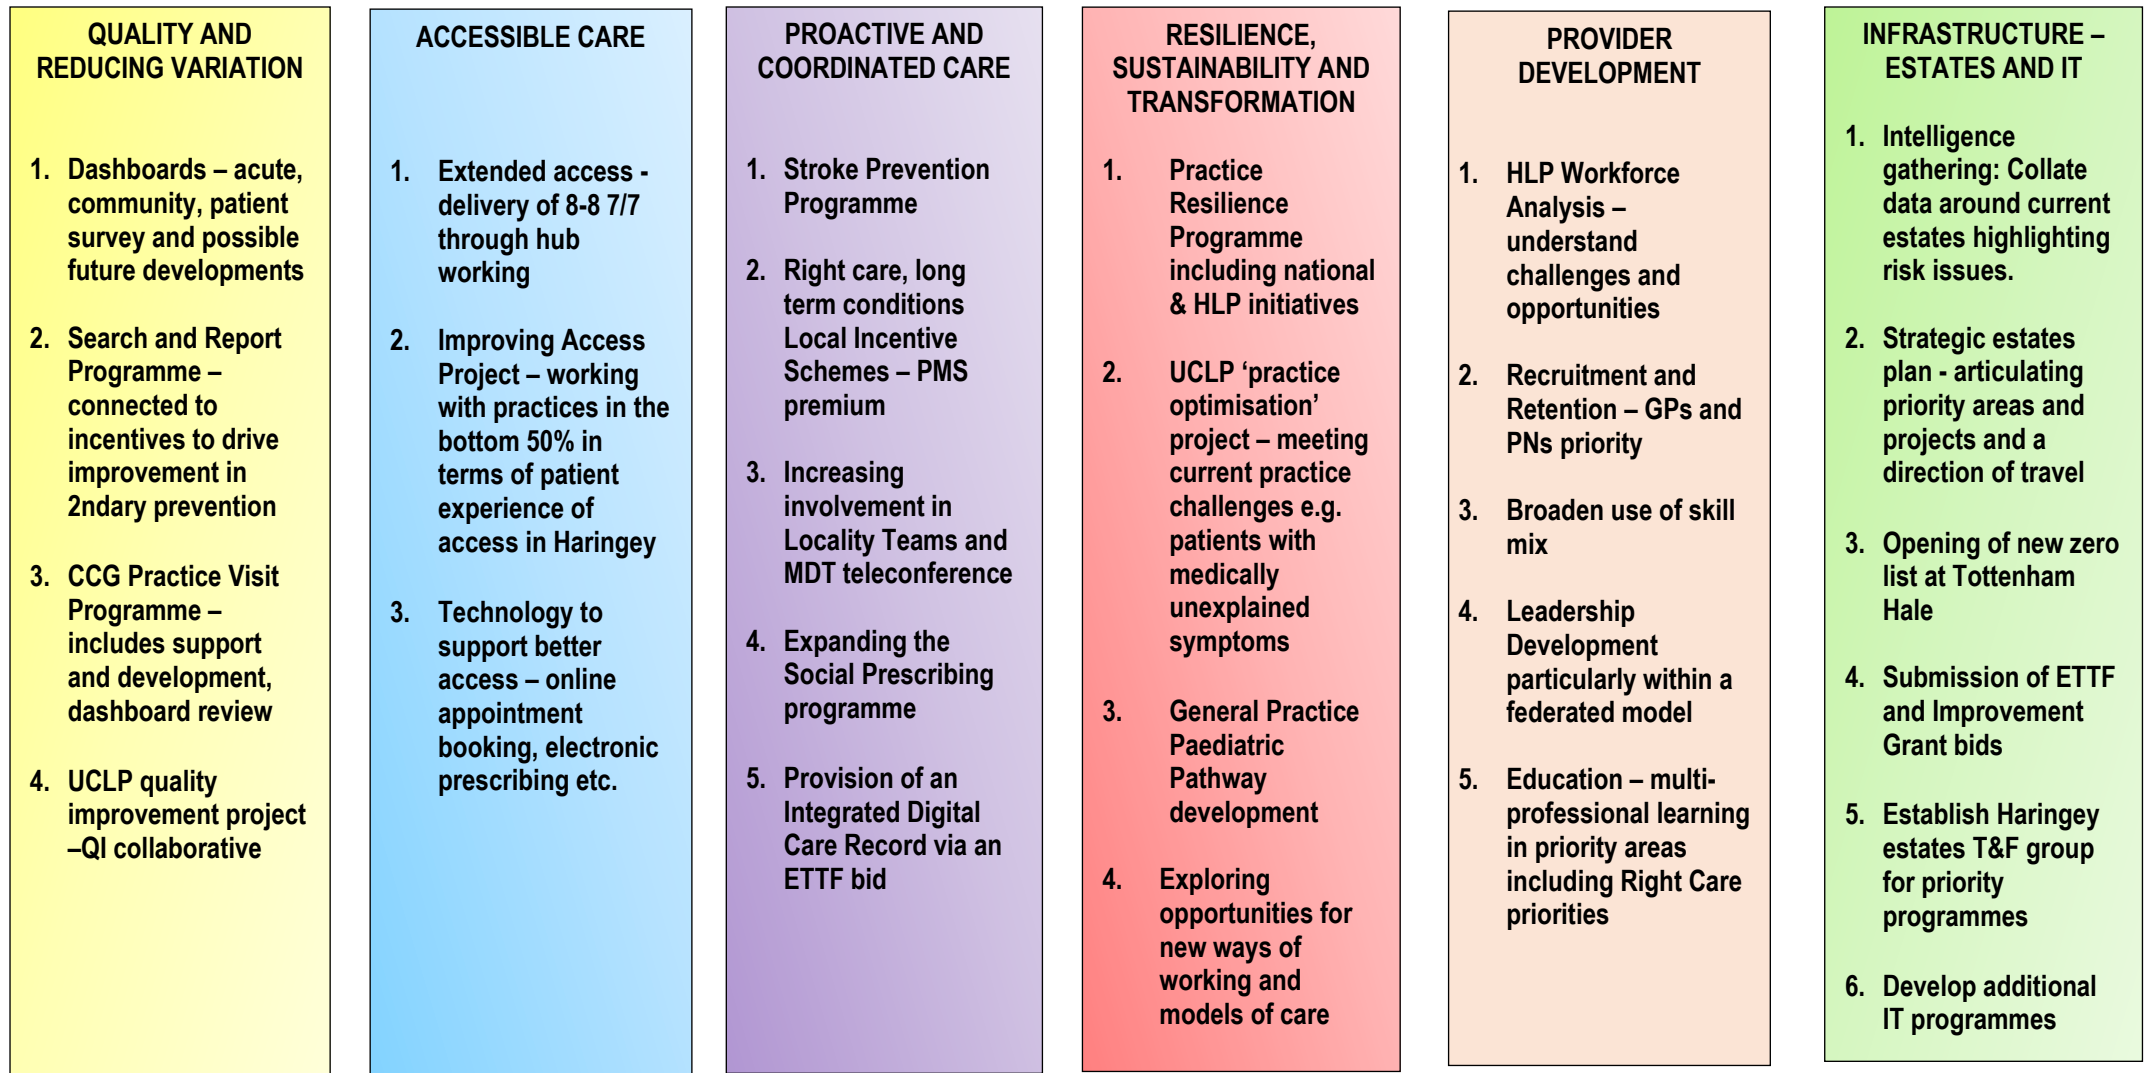 QUALITY AND
REDUCING VARIATION
1. Dashboards – acute,
community, patient
survey and possible
future developments
2. Search and Report
Programme –
connected to
incentives to drive
improvement in
2ndary prevention
3. CCG Practice Visit
Programme –
includes support
and development,
dashboard review
4. UCLP quality
improvement project
–QI collaborative
ACCESSIBLE CARE
1. Extended access -
delivery of 8-8 7/7
through hub
working
2. Improving Access
Project – working
with practices in the
bottom 50% in
terms of patient
experience of
access in Haringey
3. Technology to
support better
access – online
appointment
booking, electronic
prescribing etc.
PROACTIVE AND
COORDINATED CARE
1. Stroke Prevention
Programme
2. Right care, long
term conditions
Local Incentive
Schemes – PMS
premium
3. Increasing
involvement in
Locality Teams and
MDT teleconference
4. Expanding the
Social Prescribing
programme
5. Provision of an
Integrated Digital
Care Record via an
ETTF bid
RESILIENCE,
SUSTAINABILITY AND
TRANSFORMATION
1. Practice
Resilience
Programme
including national
& HLP initiatives
2. UCLP ‘practice
optimisation’
project – meeting
current practice
challenges e.g.
patients with
medically
unexplained
symptoms
3. General Practice
Paediatric
Pathway
development
4. Exploring
opportunities for
new ways of
working and
models of care
PROVIDER
DEVELOPMENT
1. HLP Workforce
Analysis –
understand
challenges and
opportunities
2. Recruitment and
Retention – GPs and
PNs priority
3. Broaden use of skill
mix
4. Leadership
Development
particularly within a
federated model
5. Education – multi-
professional learning
in priority areas
including Right Care
priorities
INFRASTRUCTURE –
ESTATES AND IT
1. Intelligence
gathering: Collate
data around current
estates highlighting
risk issues.
2. Strategic estates
plan - articulating
priority areas and
projects and a
direction of travel
3. Opening of new zero
list at Tottenham
Hale
4. Submission of ETTF
and Improvement
Grant bids
5. Establish Haringey
estates T&F group
for priority
programmes
6. Develop additional
IT programmes